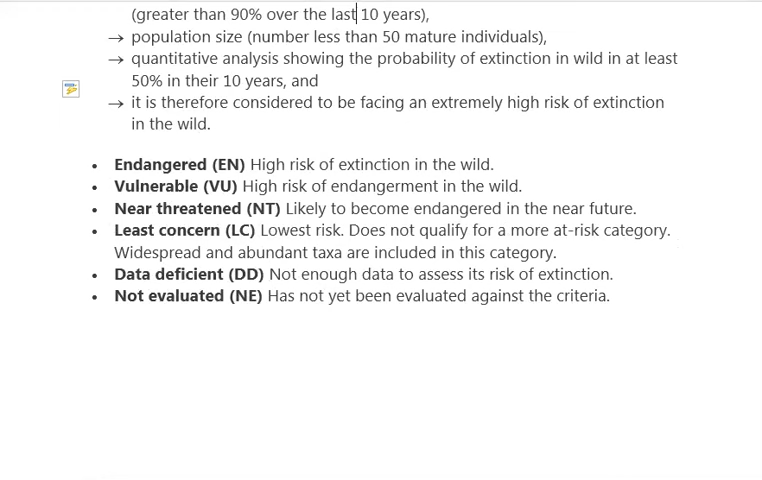 (greater than 90% over the last 10 years),
→ population size (number less than 50 mature individuals),
→ quantitative analysis showing the probability of extinction in wild in at least
50% in their 10 years, and
→ it is therefore considered to be facing an extremely high risk of extinction
in the wild.
• Endangered (EN) High risk of extinction in the wild.
• Vulnerable (VU) High risk of endangerment in the wild.
• Near threatened (NT) Likely to become endangered in the near future.
• Least concern (LC) Lowest risk. Does not qualify for a more at-risk category.
Widespread and abundant taxa are included in this category.
• Data deficient (DD) Not enough data to assess its risk of extinction.
• Not evaluated (NE) Has not yet been evaluated against the criteria.